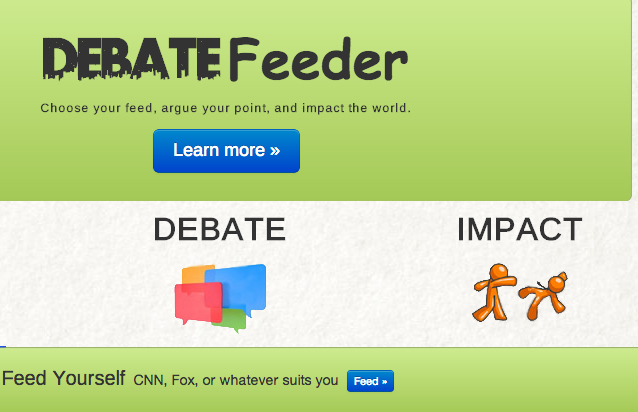 DEBATE Feeder
Choose your feed, argue your point, and impact the world.
Learn more »
DEBATE IMPACT
Feed Yourself CNN, Fox, or whatever suits you Feed »